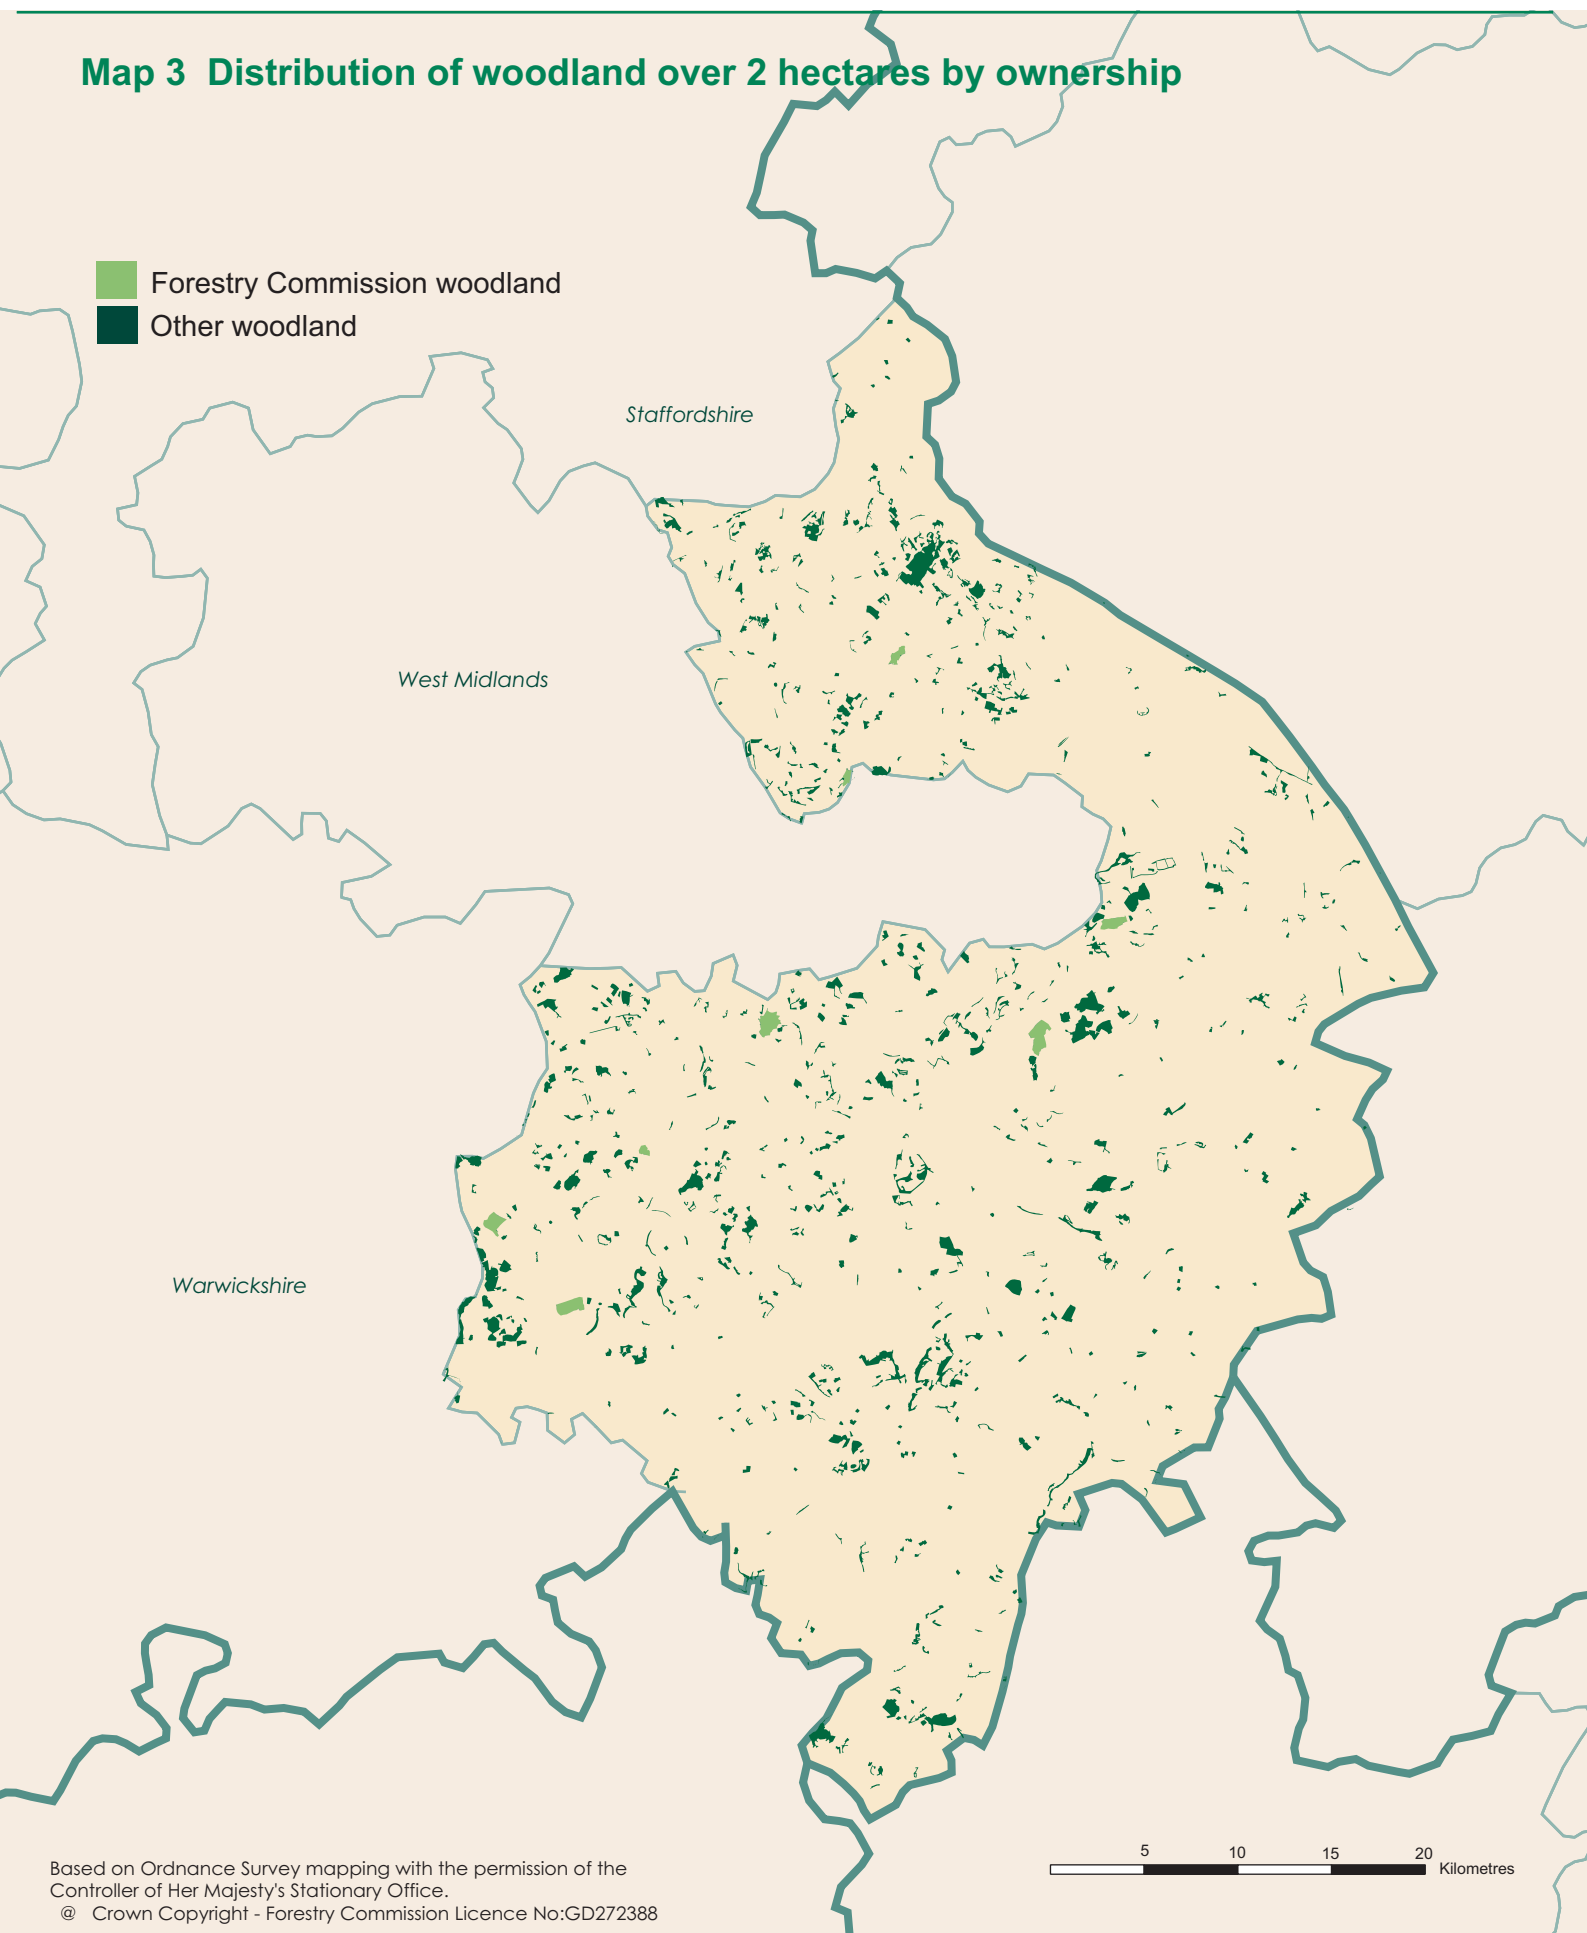 Map 3  Distribution of woodland over 2 hectares by ownership
Forestry Commission woodland
Other woodland
Staffordshire
West Midlands
Warwickshire
5 10 15 20
Kilometres
Based on Ordnance Survey mapping with the permission of the
Controller of Her Majesty's Stationary Office.
@ Crown Copyright - Forestry Commission Licence No:GD272388